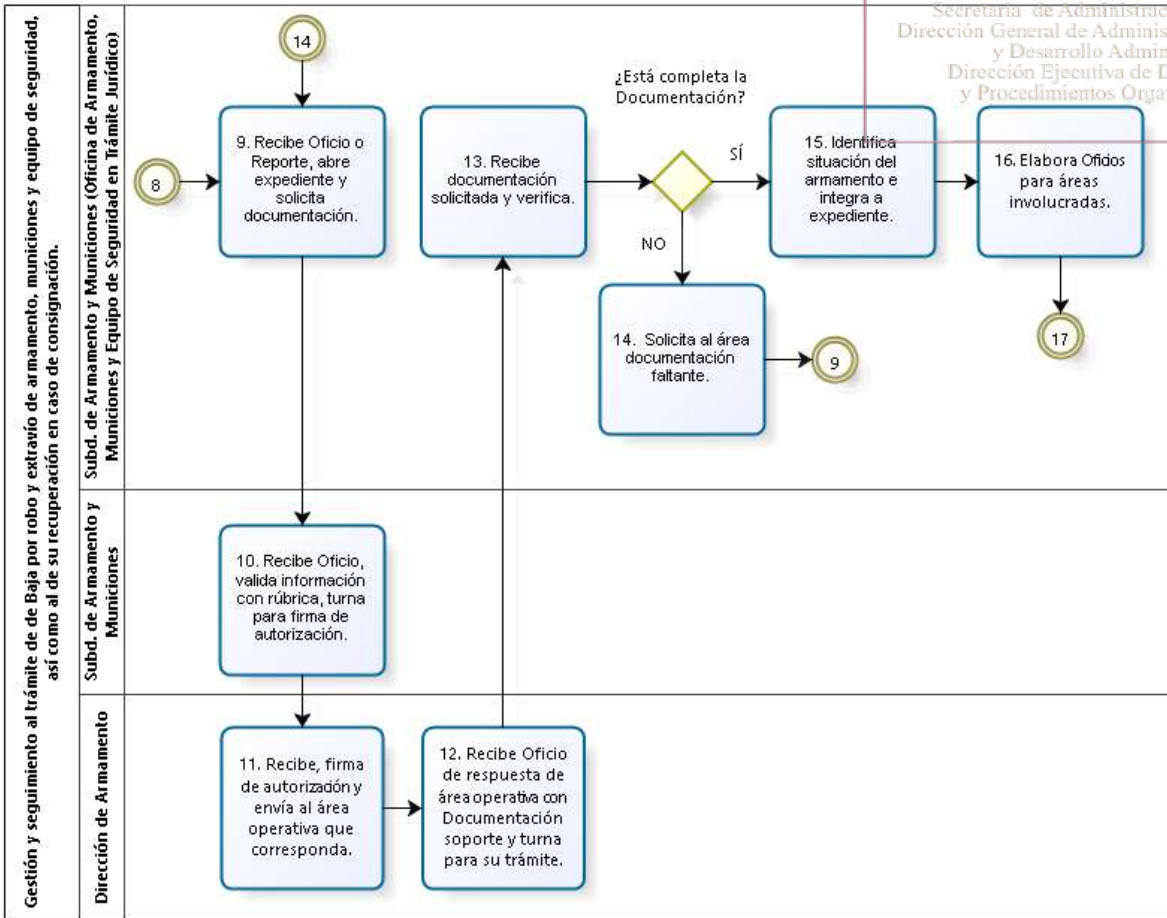 Secretaría de Administrac
Dirección General de Adminis
y Desarrollo Admin
Dirección Ejecutiva de D
y Procedimientos Orga
Gestión y seguimiento al trámite de de Baja por robo y extravío de armamento, municiones y equipo de seguridad,
así como al de su recuperación en caso de consignación.
Subd. de Armamento y Municiones (Oficina de Armamento,
Municiones y Equipo de Seguridad en Trámite Jurídico)
14
8
9. Recibe Oficio o
Reporte, abre
expediente y
solicita
documentación.
13. Recibe
documentación
solicitada y verifica.
¿Está completa la
Documentación?
SÍ
NO
15. Identifica
situación del
armamento e
integra a
expediente.
16. Elabora Oficios
para áreas
involucradas.
17
14. Solicita al área
documentación
faltante.
9
Subd. de Armamento y
Municiones
10. Recibe Oficio,
valida información
con rúbrica, turna
para firma de
autorización.
Dirección de Armamento
11. Recibe, firma
de autorización y
envía al área
operativa que
corresponda.
12. Recibe Oficio
de respuesta de
área operativa con
Documentación
soporte y turna
para su trámite.